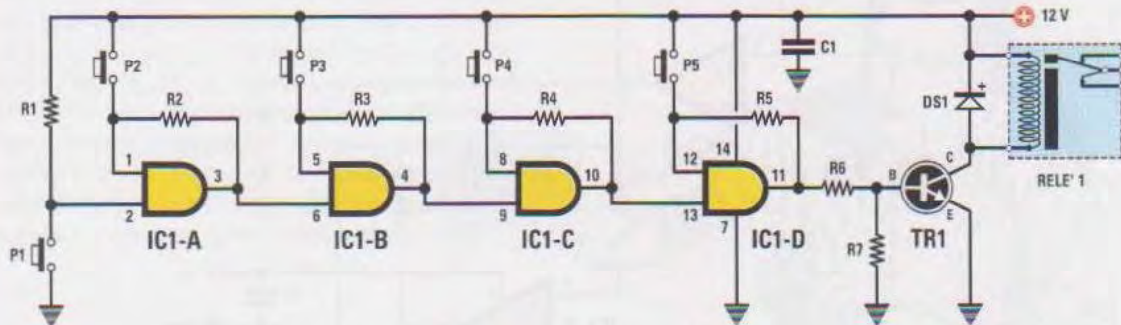 12 V
P2
P3
P4
P5
C1
R1
R2
R3
R4
R5
DS1
+
1
2
3
5
6
4
8
9
10
12
13
14
11
7
R6
B
C
E
RELE' 1
P1
IC1-A
IC1-B
IC1-C
IC1-D
R7
TR1